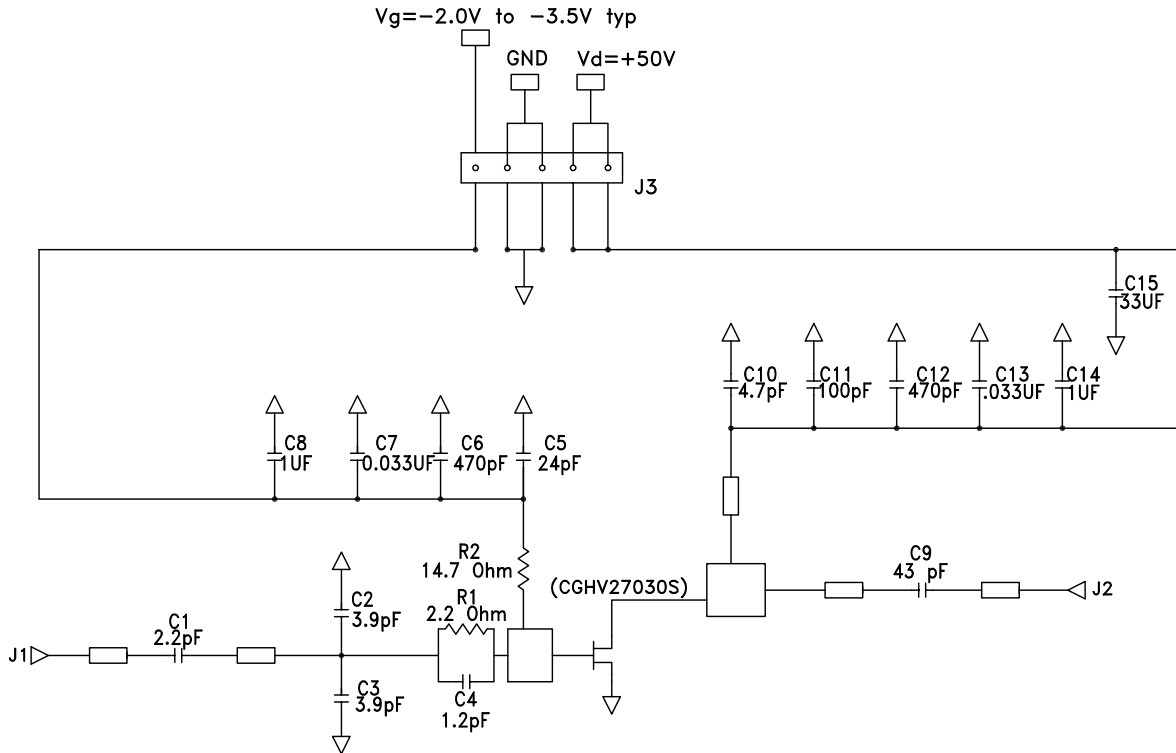 Vg=-2.0V to -3.5V typ
GND
Vd=+50V
J3
C15
33UF
C10
4.7pF
C11
100pF
C12
470pF
C13
.033UF
C14
1UF
C8
1UF
C7
0.033UF
C6
470pF
C5
24pF
R2
14.7 Ohm
(CGHV27030S)
C9
43 pF
J2
R1
2.2 Ohm
C2
3.9pF
C1
2.2pF
J1
C3
3.9pF
C4
1.2pF